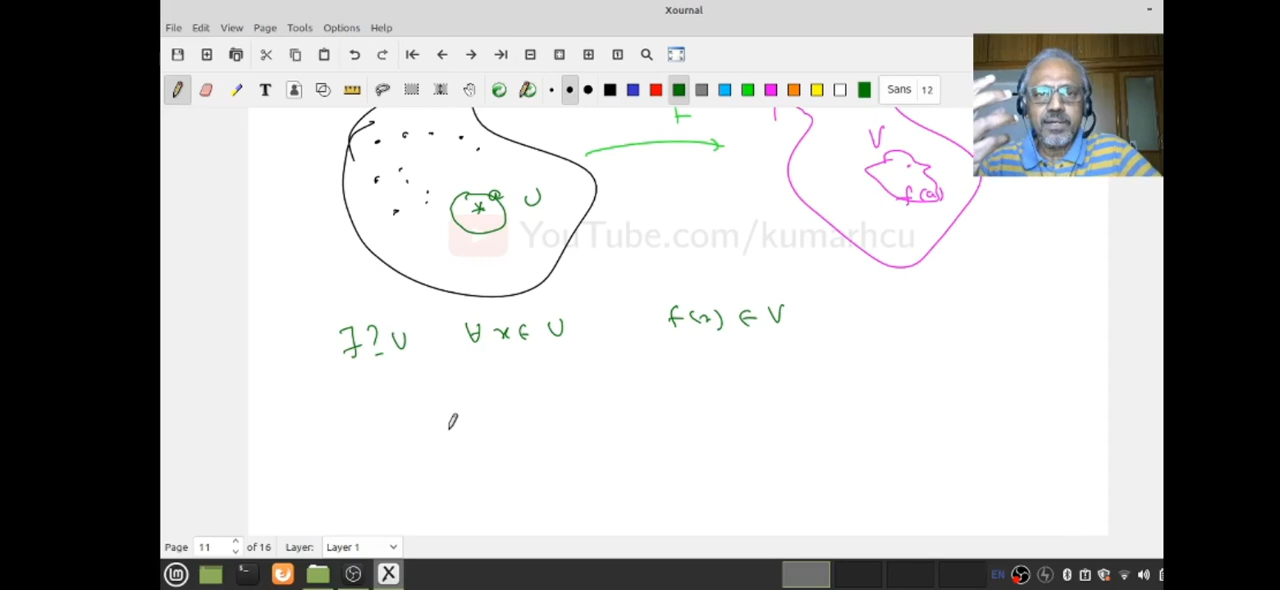 Xournal
File Edit View Page Tools Options Help
Sans 12
F
V
f(a)
a U
YouTube.com/kumarhcu
∃? U ∀ x ∈ U f(x) ∈ V
Page 11 of 16 Layer: Layer 1
EN